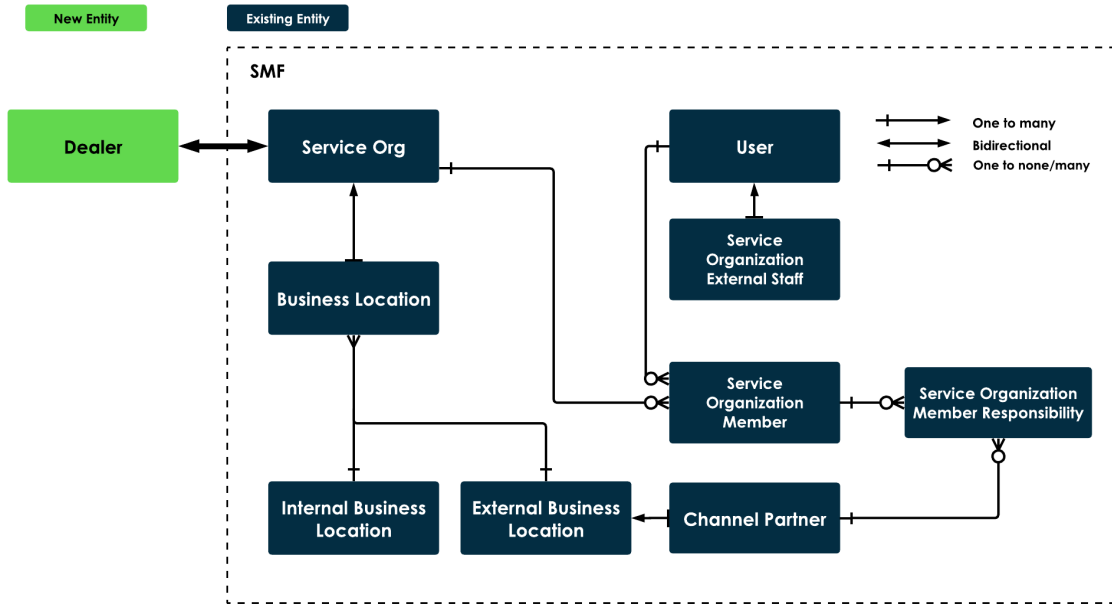 New Entity
Existing Entity
SMF
Dealer
Service Org
User
One to many
Bidirectional
One to none/many
Service
Organization
External Staff
Business Location
Service
Organization
Member
Service Organization
Member Responsibility
Internal Business
Location
External Business
Location
Channel Partner